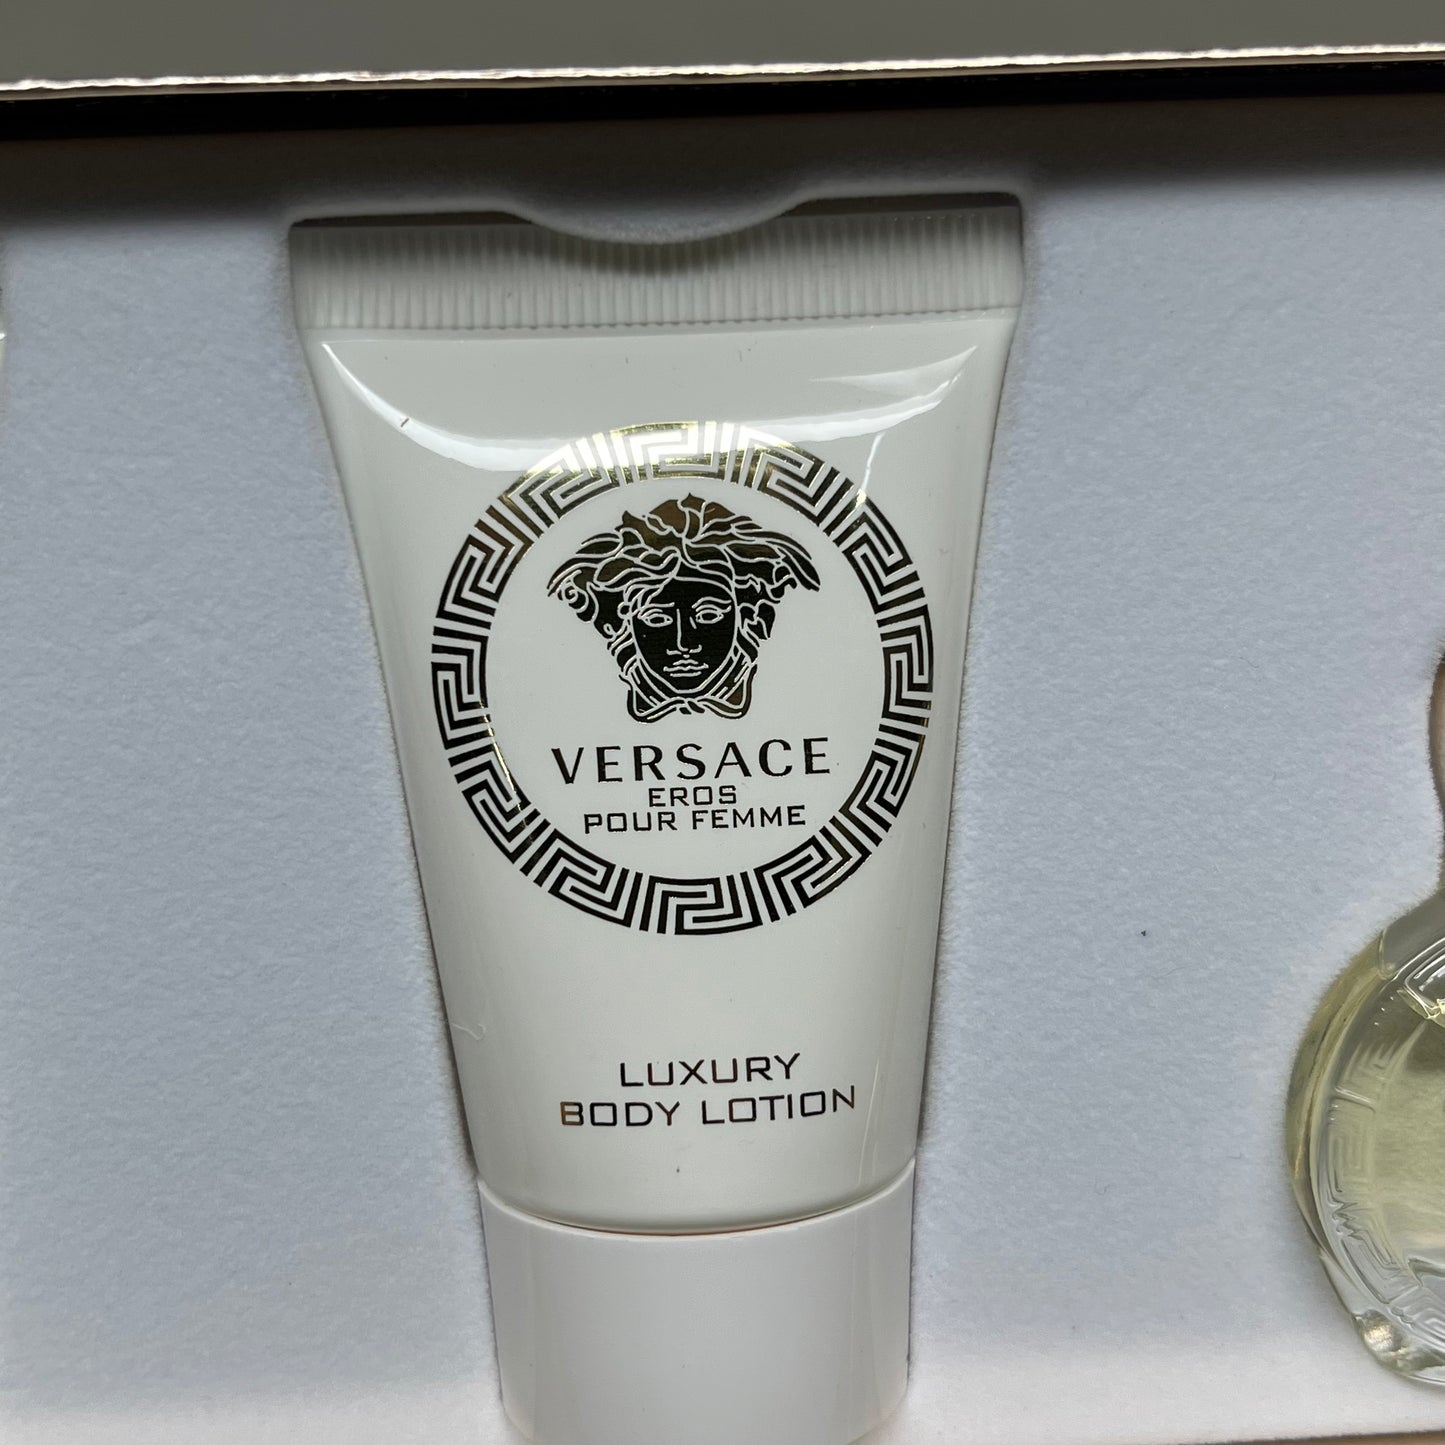 VERSACE
EROS
POUR FEMME
LUXURY
BODY LOTION